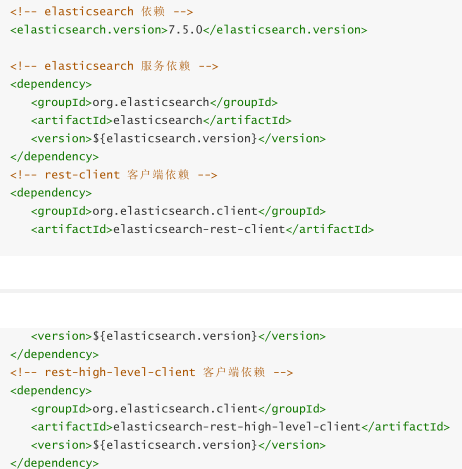 <!-- elasticsearch 依赖 -->
<elasticsearch.version>7.5.0</elasticsearch.version>
<!-- elasticsearch 服务依赖 -->
<dependency>
<groupId>org.elasticsearch</groupId>
<artifactId>elasticsearch</artifactId>
<version>${elasticsearch.version}</version>
</dependency>
<!-- rest-client 客户端依赖 -->
<dependency>
<groupId>org.elasticsearch.client</groupId>
<artifactId>elasticsearch-rest-client</artifactId>
<version>${elasticsearch.version}</version>
</dependency>
<!-- rest-high-level-client 客户端依赖 -->
<dependency>
<groupId>org.elasticsearch.client</groupId>
<artifactId>elasticsearch-rest-high-level-client</artifactId>
<version>${elasticsearch.version}</version>
</dependency>